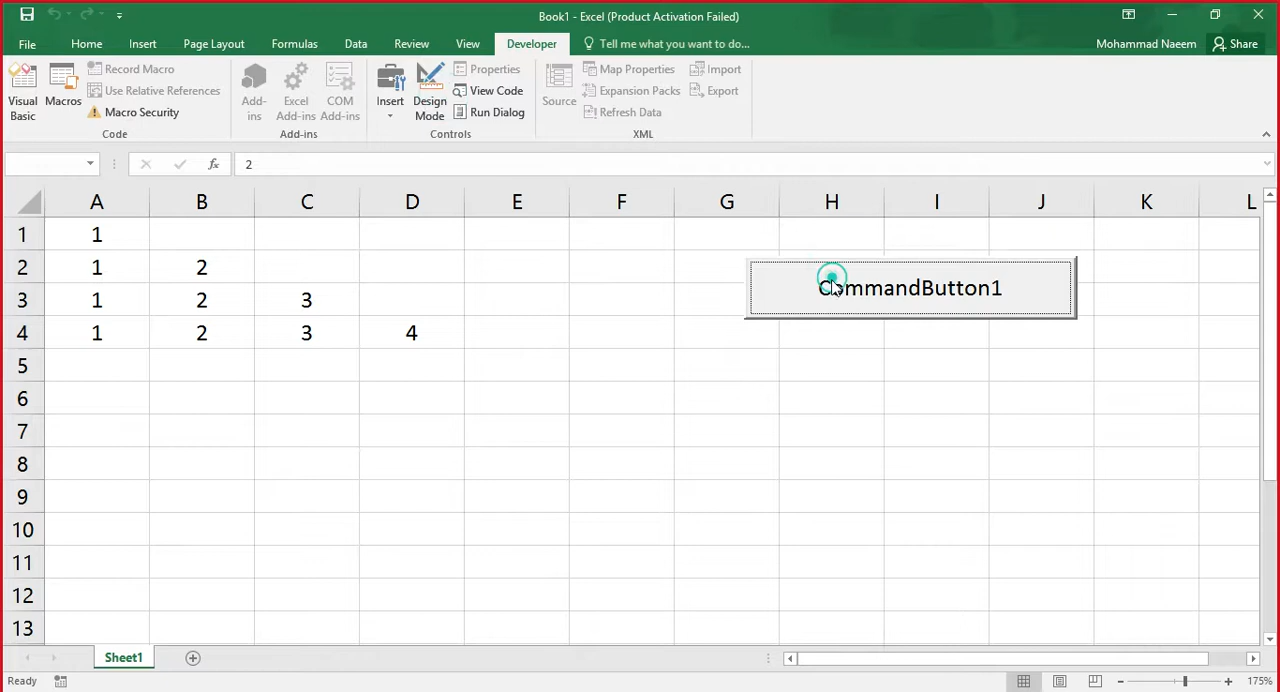 Book1 - Excel (Product Activation Failed)
File Home Insert Page Layout Formulas Data Review View Developer Tell me what you want to do... Mohammad Naeem Share
Visual Basic
Macros
Record Macro
Use Relative References
Macro Security
Code
Add-ins
Excel Add-ins
COM Add-ins
Add-ins
Insert
Design Mode
Properties
View Code
Run Dialog
Controls
Source
Map Properties
Expansion Packs
Refresh Data
Import
Export
XML
fx 2
A B C D E F G H I J K L
1 1
2 1 2
3 1 2 3
4 1 2 3 4
5
6
7
8
9
10
11
12
13
CommandButton1
Sheet1
Ready
175%